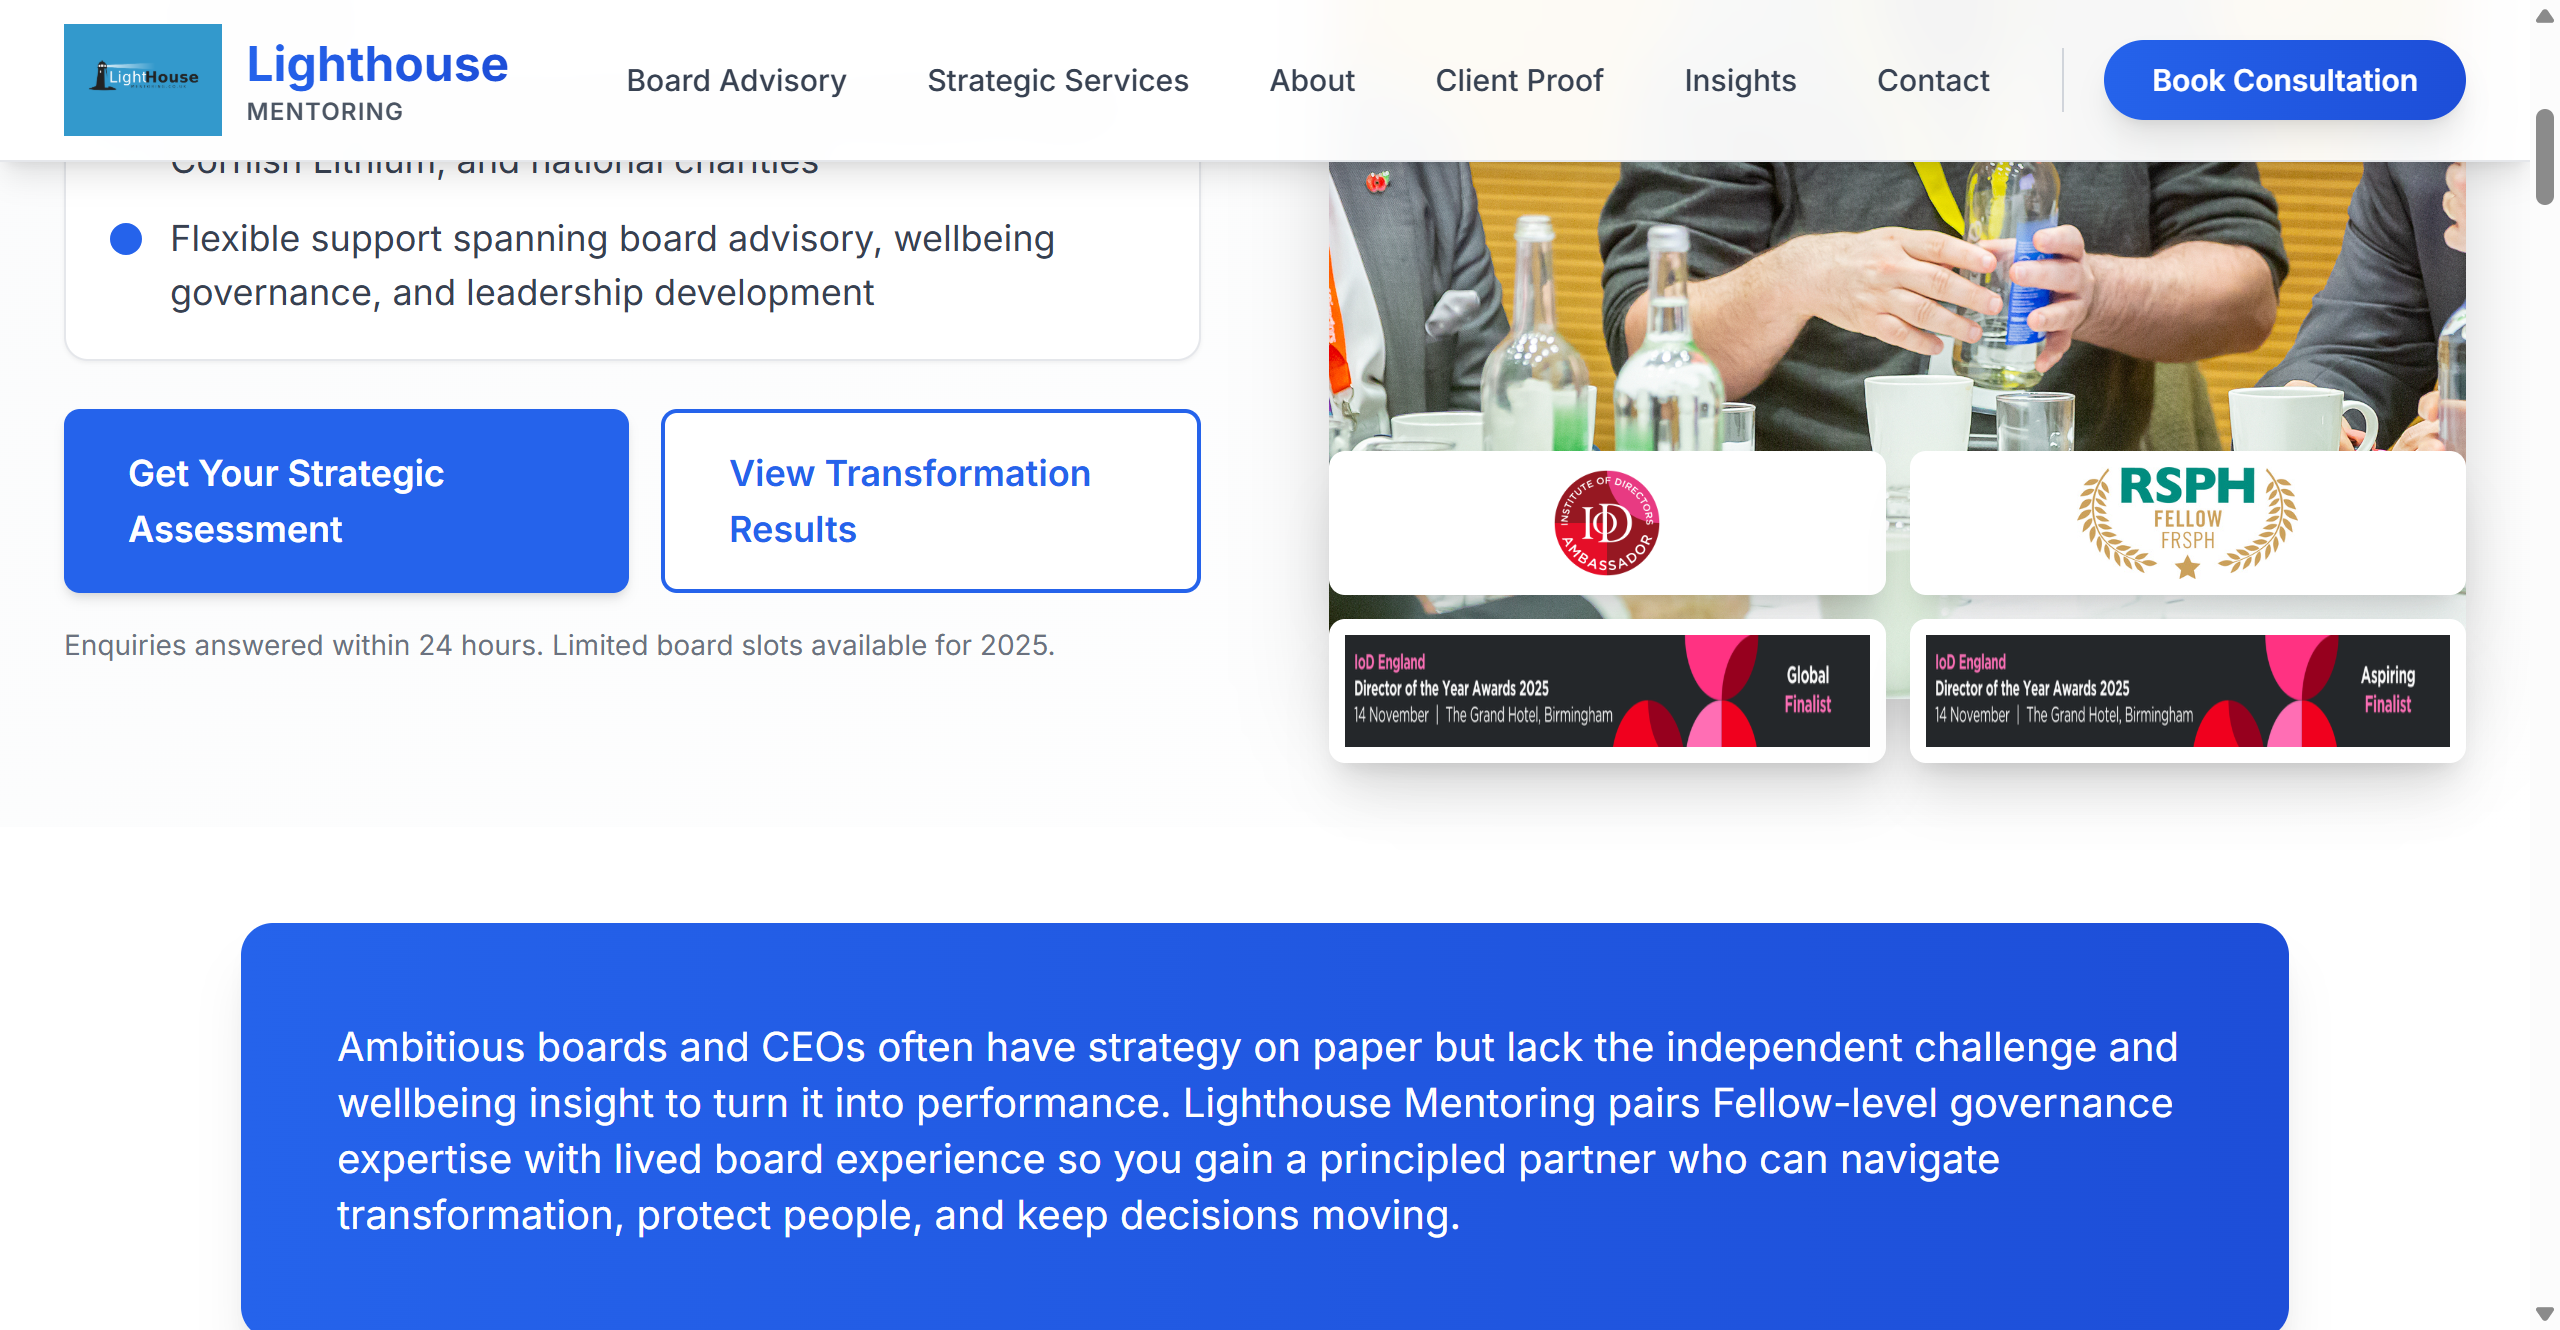 LightHouse
Lighthouse
MENTORING
Board Advisory
Strategic Services
About
Client Proof
Insights
Contact
Book Consultation
Cornish Lithium, and national charities
Flexible support spanning board advisory, wellbeing
governance, and leadership development
Get Your Strategic
Assessment
View Transformation
Results
Enquiries answered within 24 hours. Limited board slots available for 2025.
INSTITUTE OF DIRECTORS
IoD
AMBASSADOR
RSPH
FELLOW
FRSPH
IoD England
Director of the Year Awards 2025
14 November | The Grand Hotel, Birmingham
Global
Finalist
IoD England
Director of the Year Awards 2025
14 November | The Grand Hotel, Birmingham
Aspiring
Finalist
Ambitious boards and CEOs often have strategy on paper but lack the independent challenge and
wellbeing insight to turn it into performance. Lighthouse Mentoring pairs Fellow-level governance
expertise with lived board experience so you gain a principled partner who can navigate
transformation, protect people, and keep decisions moving.